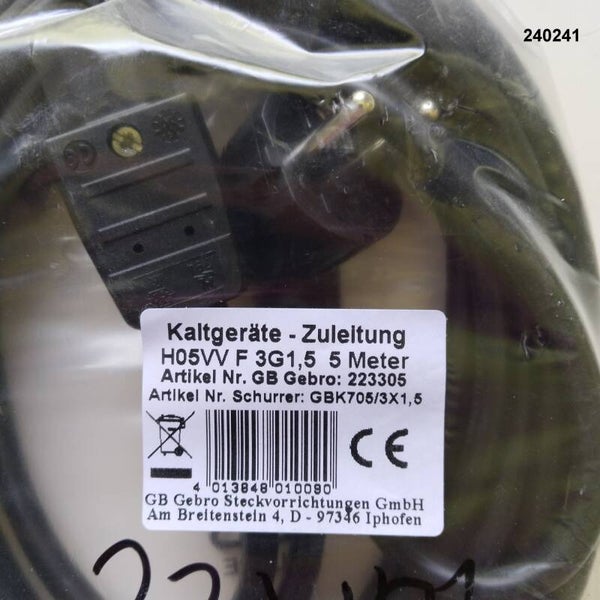 240241
Kaltgeräte - Zuleitung
H05VV F 3G1,5 5 Meter
Artikel Nr. GB Gebro: 223305
Artikel Nr. Schurrer: GBK705/3X1,5
CE
4 013848 010090
GB Gebro Steckvorrichtungen GmbH
Am Breitenstein 4, D - 97346 Iphofen